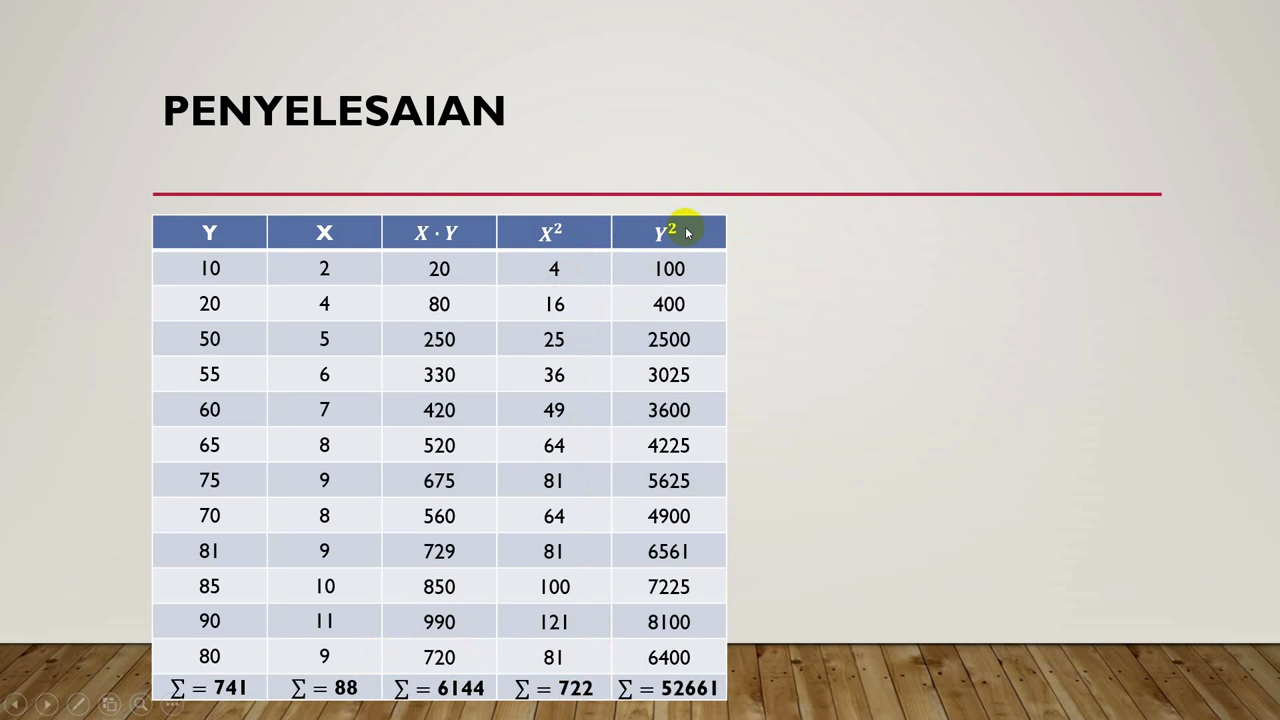 PENYELESAIAN
Y X X · Y X² Y²
10 2 20 4 100
20 4 80 16 400
50 5 250 25 2500
55 6 330 36 3025
60 7 420 49 3600
65 8 520 64 4225
75 9 675 81 5625
70 8 560 64 4900
81 9 729 81 6561
85 10 850 100 7225
90 11 990 121 8100
80 9 720 81 6400
∑ = 741 ∑ = 88 ∑ = 6144 ∑ = 722 ∑ = 52661